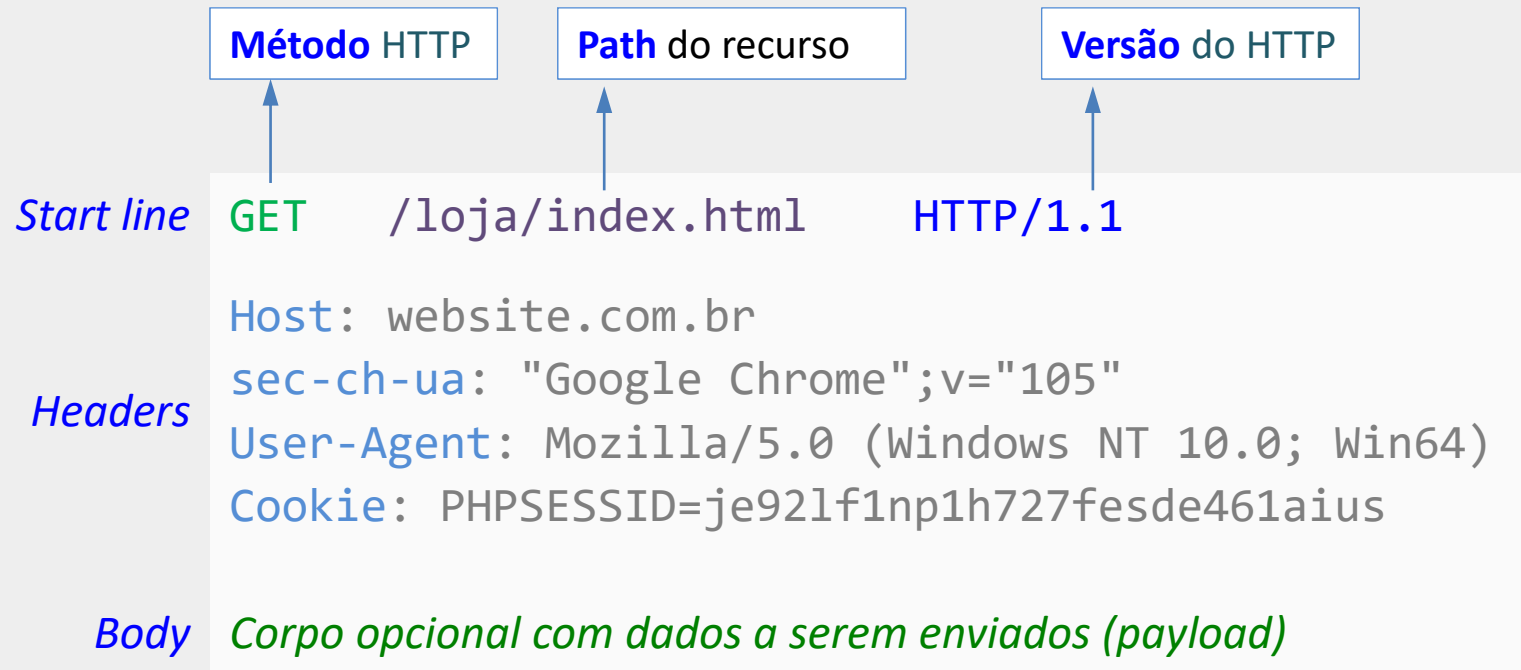 Método HTTP
Path do recurso
Versão do HTTP
Start line
GET /loja/index.html HTTP/1.1
Headers
Host: website.com.br
sec-ch-ua: "Google Chrome";v="105"
User-Agent: Mozilla/5.0 (Windows NT 10.0; Win64)
Cookie: PHPSESSID=je92lf1np1h727fesde461aius
Body
Corpo opcional com dados a serem enviados (payload)